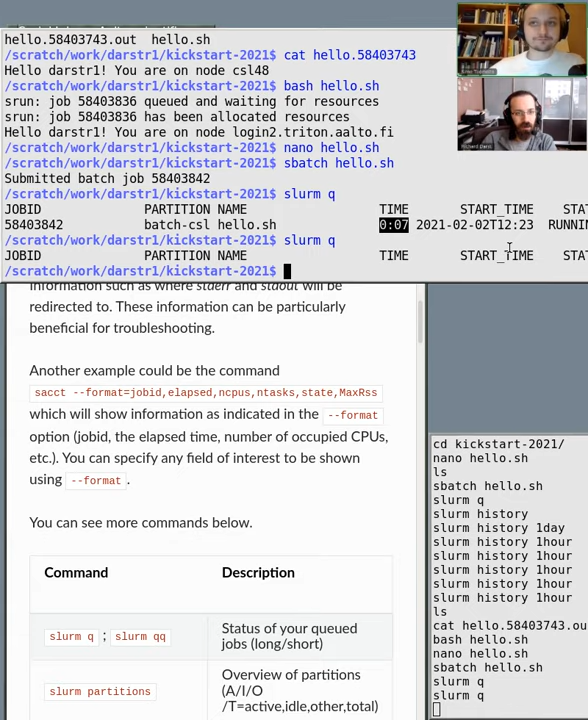 hello.58403743.out  hello.sh
/scratch/work/darstr1/kickstart-2021$ cat hello.58403743
Hello darstr1! You are on node csl48
/scratch/work/darstr1/kickstart-2021$ bash hello.sh
srun: job 58403836 queued and waiting for resources
srun: job 58403836 has been allocated resources
Hello darstr1! You are on node login2.triton.aalto.fi
/scratch/work/darstr1/kickstart-2021$ nano hello.sh
/scratch/work/darstr1/kickstart-2021$ sbatch hello.sh
Submitted batch job 58403842
/scratch/work/darstr1/kickstart-2021$ slurm q
JOBID PARTITION NAME TIME START_TIME STAT
58403842 batch-csl hello.sh 0:07 2021-02-02T12:23 RUNNIN
/scratch/work/darstr1/kickstart-2021$ slurm q
JOBID PARTITION NAME TIME START_TIME STAT
/scratch/work/darstr1/kickstart-2021$
information such as where stderr and stdout will be
redirected to. These information can be particularly
beneficial for troubleshooting.
Another example could be the command
sacct --format=jobid,elapsed,ncpus,ntasks,state,MaxRss
which will show information as indicated in the --format
option (jobid, the elapsed time, number of occupied CPUs,
etc.). You can specify any field of interest to be shown
using --format .
You can see more commands below.
Command Description
slurm q ; slurm qq Status of your queued
jobs (long/short)
slurm partitions Overview of partitions
(A/I/O
/T=active,idle,other,total)
cd kickstart-2021/
nano hello.sh
ls
sbatch hello.sh
slurm q
slurm history
slurm history 1day
slurm history 1hour
slurm history 1hour
slurm history 1hour
slurm history 1hour
slurm history 1hour
ls
cat hello.58403743.ou
bash hello.sh
nano hello.sh
sbatch hello.sh
slurm q
slurm q